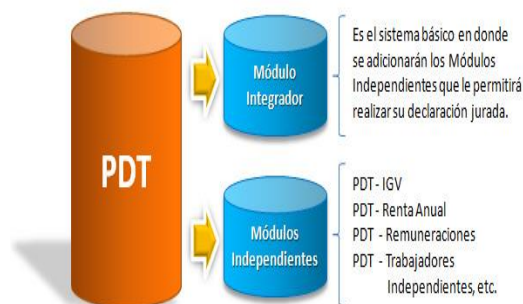 PDT
Módulo
Integrador
Es el sistema básico en donde
se adicionarán los Módulos
Independientes que le permitirá
realizar su declaración jurada.
Módulos
Independientes
PDT - IGV
PDT - Renta Anual
PDT - Remuneraciones
PDT - Trabajadores
Independientes, etc.